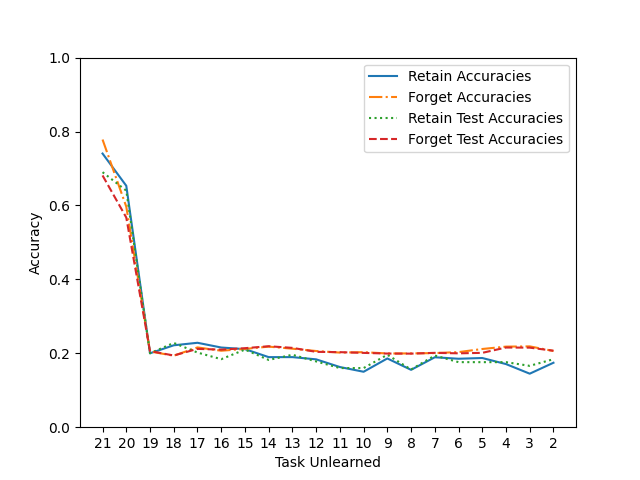 1.0
0.8
0.6
0.4
0.2
0.0
Accuracy
Retain Accuracies
Forget Accuracies
Retain Test Accuracies
Forget Test Accuracies
21 20 19 18 17 16 15 14 13 12 11 10 9 8 7 6 5 4 3 2
Task Unlearned